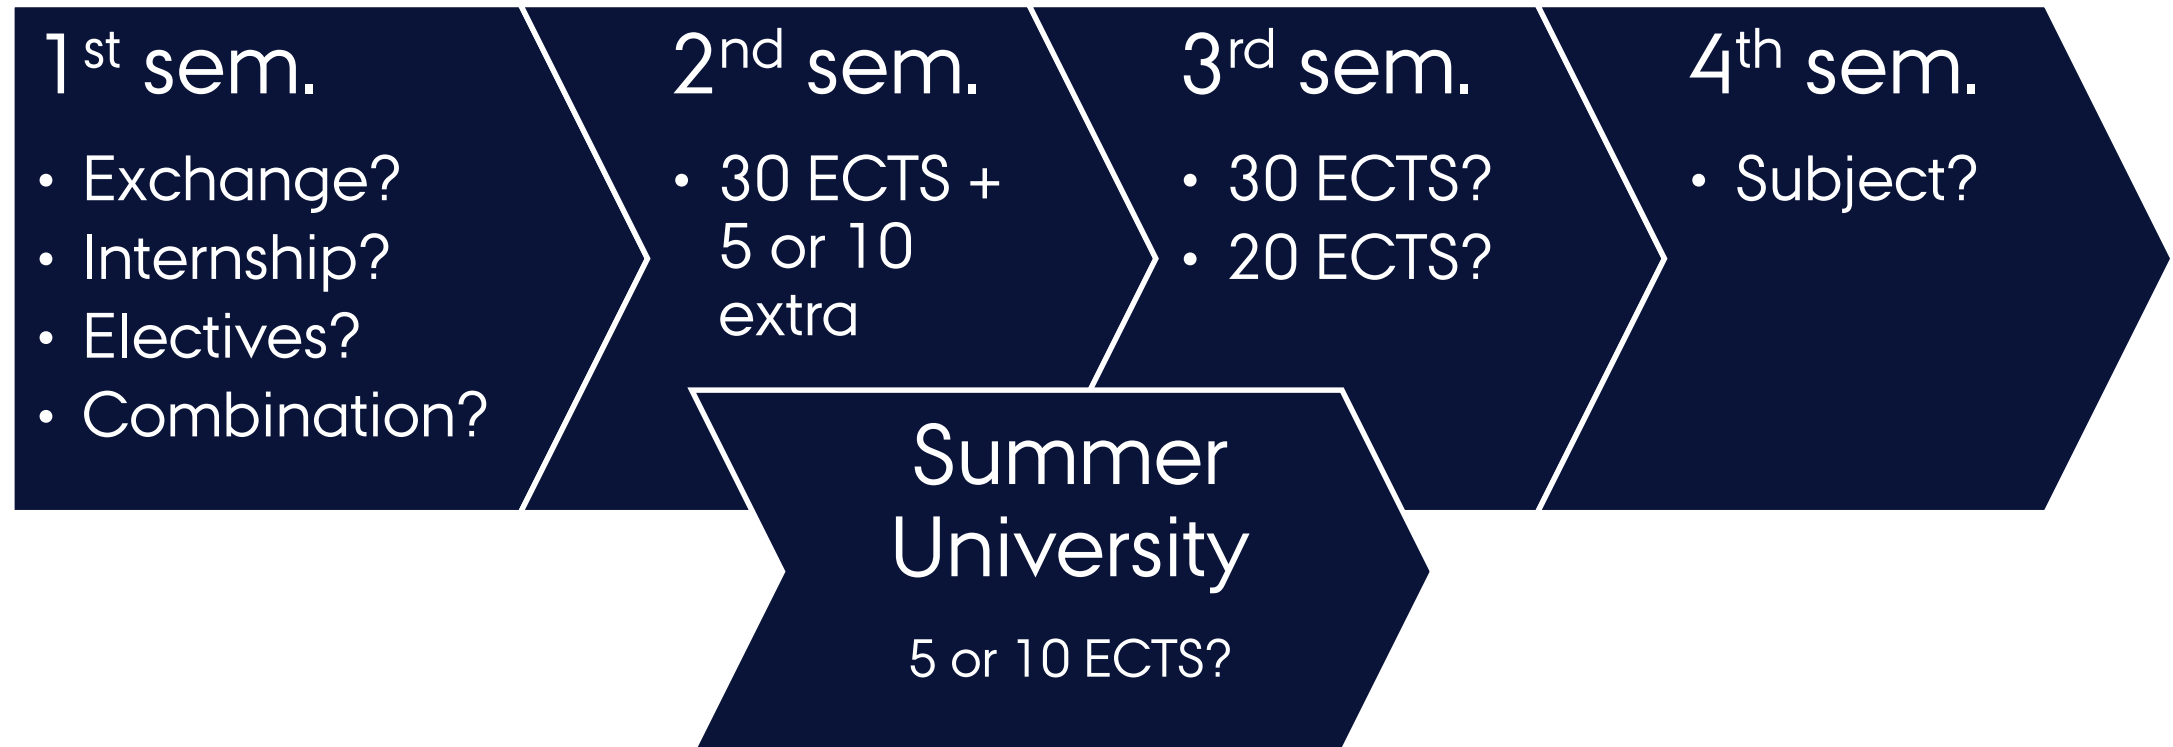 1st sem.
• Exchange?
• Internship?
• Electives?
• Combination?
2nd sem.
• 30 ECTS +
5 or 10
extra
3rd sem.
• 30 ECTS?
• 20 ECTS?
4th sem.
• Subject?
Summer
University
5 or 10 ECTS?